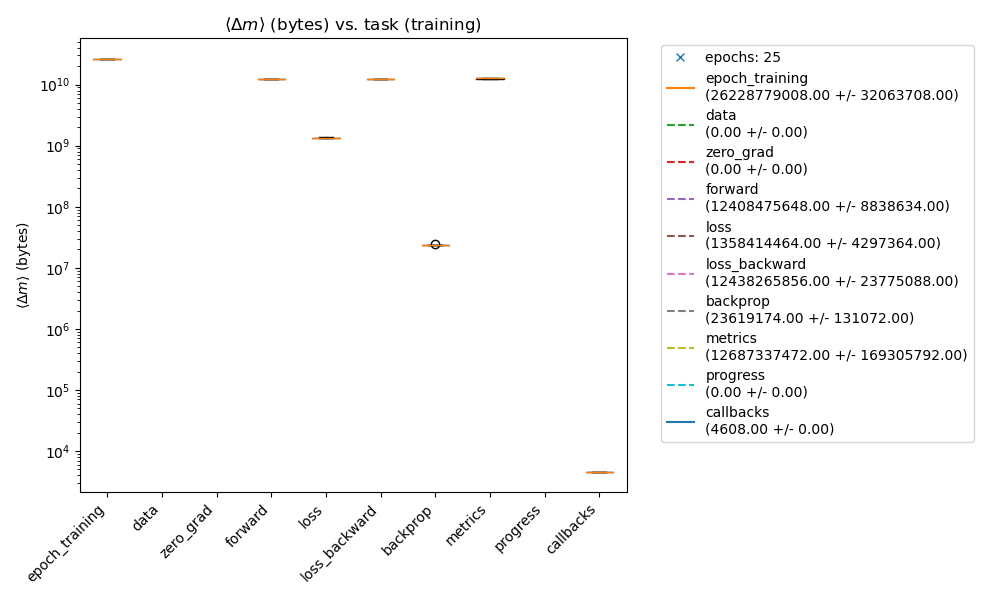 ⟨Δm⟩ (bytes) vs. task (training)
⟨Δm⟩ (bytes)
10¹⁰
10⁹
10⁸
10⁷
10⁶
10⁵
10⁴
epoch_training
data
zero_grad
forward
loss
loss_backward
backprop
metrics
progress
callbacks
epochs: 25
epoch_training
(26228779008.00 +/- 32063708.00)
data
(0.00 +/- 0.00)
zero_grad
(0.00 +/- 0.00)
forward
(12408475648.00 +/- 8838634.00)
loss
(1358414464.00 +/- 4297364.00)
loss_backward
(12438265856.00 +/- 23775088.00)
backprop
(23619174.00 +/- 131072.00)
metrics
(12687337472.00 +/- 169305792.00)
progress
(0.00 +/- 0.00)
callbacks
(4608.00 +/- 0.00)